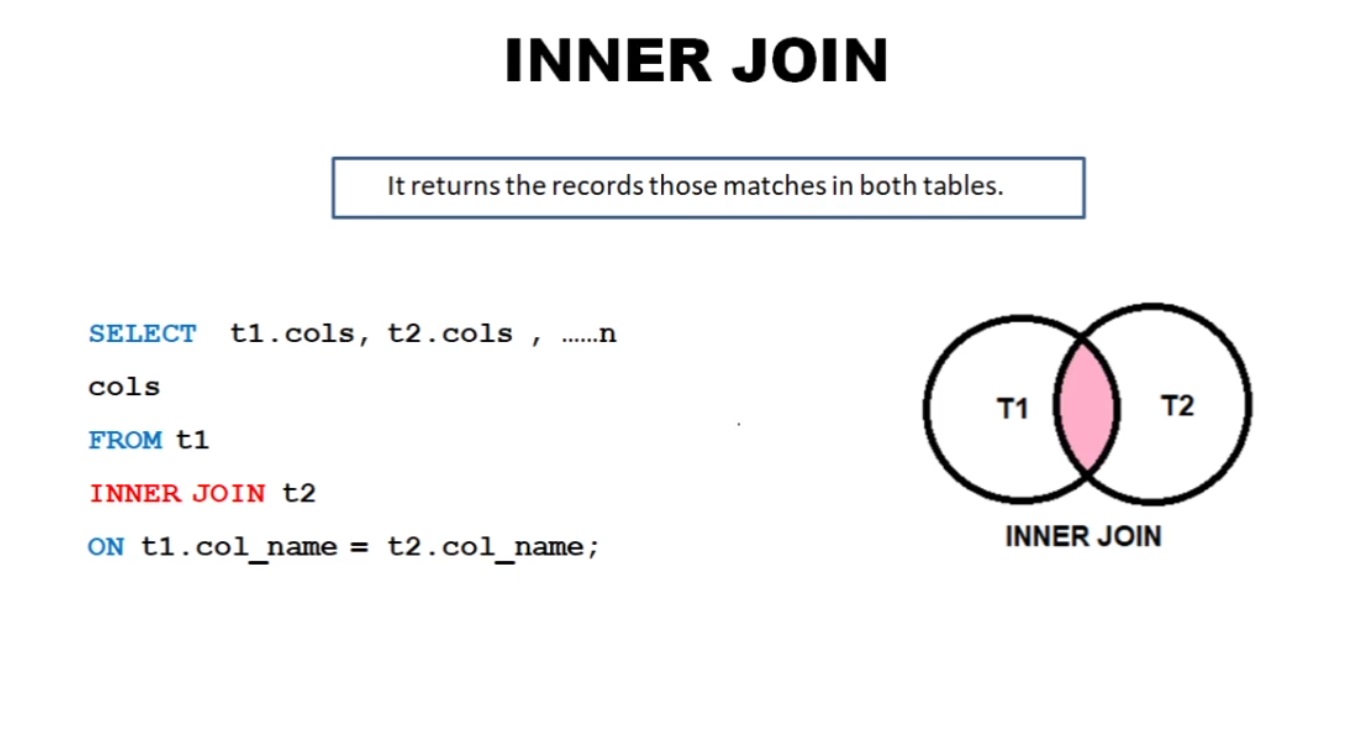 INNER JOIN
It returns the records those matches in both tables.
SELECT t1.cols, t2.cols , ......n
cols
FROM t1
INNER JOIN t2
ON t1.col_name = t2.col_name;
T1 T2
INNER JOIN